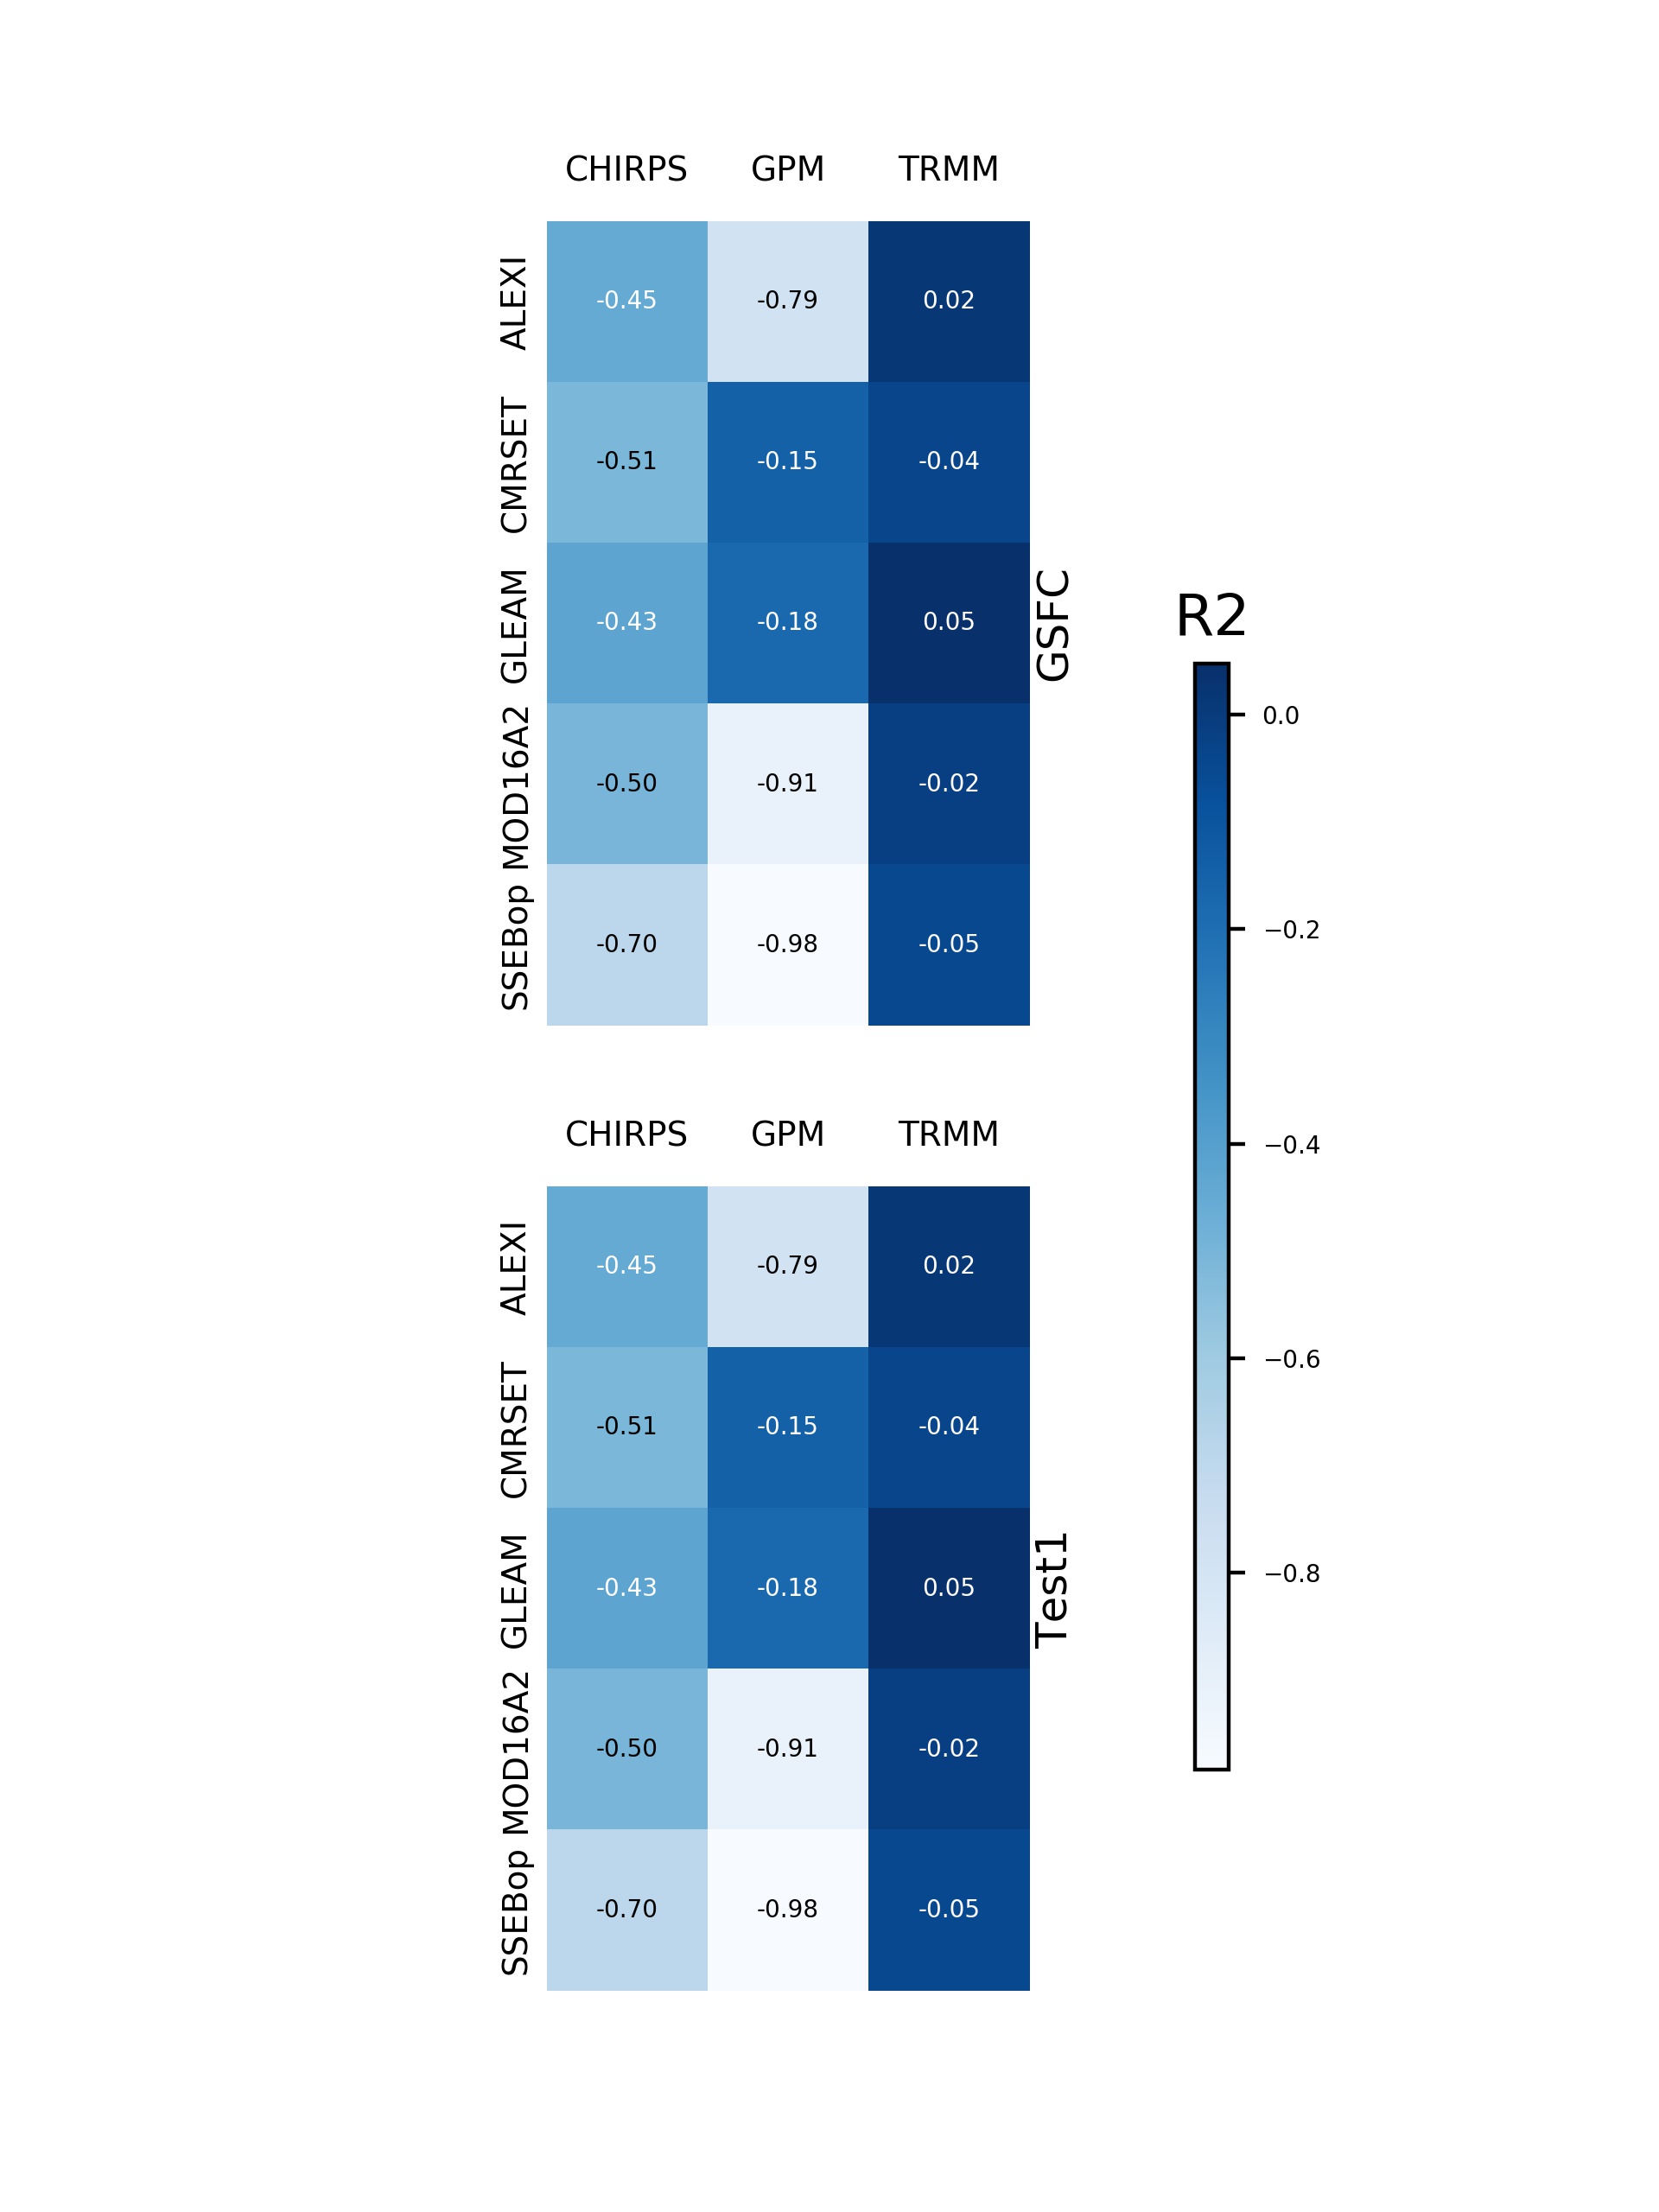 CHIRPS GPM TRMM
ALEXI -0.45 -0.79 0.02
CMRSET -0.51 -0.15 -0.04
GLEAM -0.43 -0.18 0.05
MOD16A2 -0.50 -0.91 -0.02
SSEBop -0.70 -0.98 -0.05
GSFC
CHIRPS GPM TRMM
ALEXI -0.45 -0.79 0.02
CMRSET -0.51 -0.15 -0.04
GLEAM -0.43 -0.18 0.05
MOD16A2 -0.50 -0.91 -0.02
SSEBop -0.70 -0.98 -0.05
Test1
R2
0.0
−0.2
−0.4
−0.6
−0.8